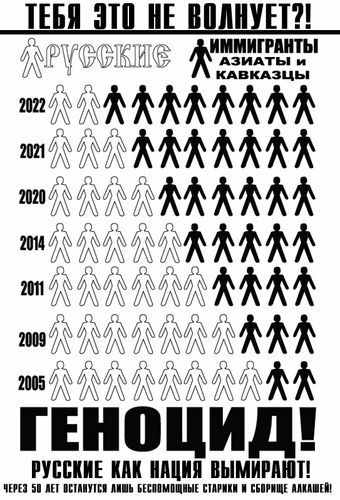 ТЕБЯ ЭТО НЕ ВОЛНУЕТ?!
РУССКИЕ
ИММИГРАНТЫ
АЗИАТЫ и
КАВКАЗЦЫ
2022
2021
2020
2014
2011
2009
2005
ГЕНОЦИД!
РУССКИЕ КАК НАЦИЯ ВЫМИРАЮТ!
ЧЕРЕЗ 50 ЛЕТ ОСТАНУТСЯ ЛИШЬ БЕСПОМОЩНЫЕ СТАРИКИ И СБОРИЩЕ АЛКАШЕЙ!